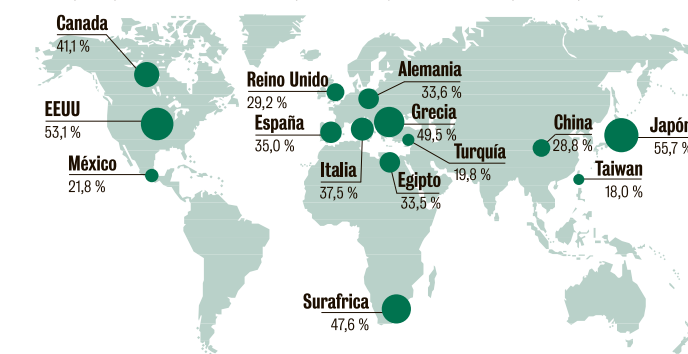 Canada
41,1 %
EEUU
53,1 %
México
21,8 %
Reino Unido
29,2 %
España
35,0 %
Alemania
33,6 %
Grecia
49,5 %
Turquía
19,8 %
Italia
37,5 %
Egipto
33,5 %
Surafrica
47,6 %
China
28,8 %
Japón
55,7 %
Taiwan
18,0 %